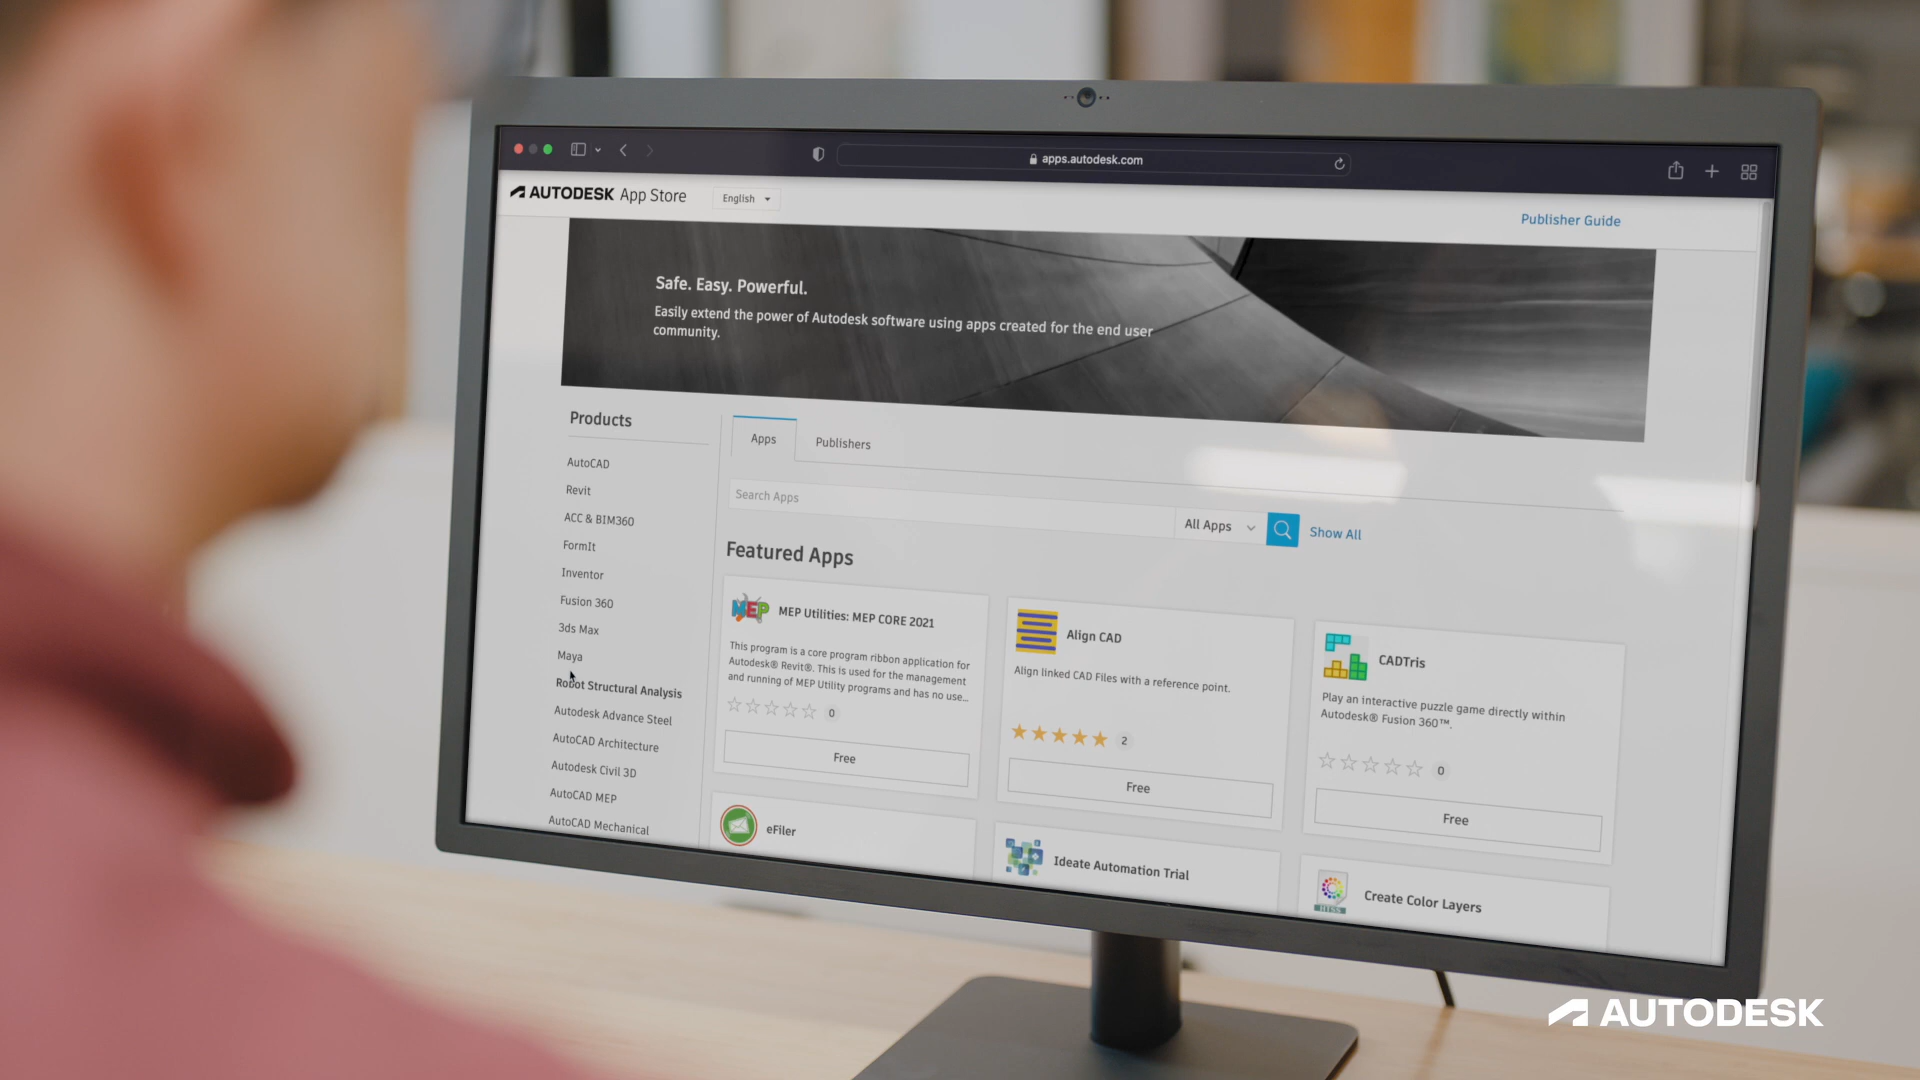 apps.autodesk.com
AUTODESK App Store
English
Publisher Guide
Safe. Easy. Powerful.
Easily extend the power of Autodesk software using apps created for the end user
community.
Products
AutoCAD
Revit
ACC & BIM360
FormIt
Inventor
Fusion 360
3ds Max
Maya
Robot Structural Analysis
Autodesk Advance Steel
AutoCAD Architecture
Autodesk Civil 3D
AutoCAD MEP
AutoCAD Mechanical
Apps
Publishers
Search Apps
All Apps
Show All
Featured Apps
MEP
MEP Utilities: MEP CORE 2021
This program is a core program ribbon application for
Autodesk® Revit®. This is used for the management
and running of MEP Utility programs and has no use...
0
Free
Align CAD
Align linked CAD Files with a reference point.
2
Free
CADTris
Play an interactive puzzle game directly within
Autodesk® Fusion 360™.
0
Free
eFiler
Ideate Automation Trial
Create Color Layers
AUTODESK